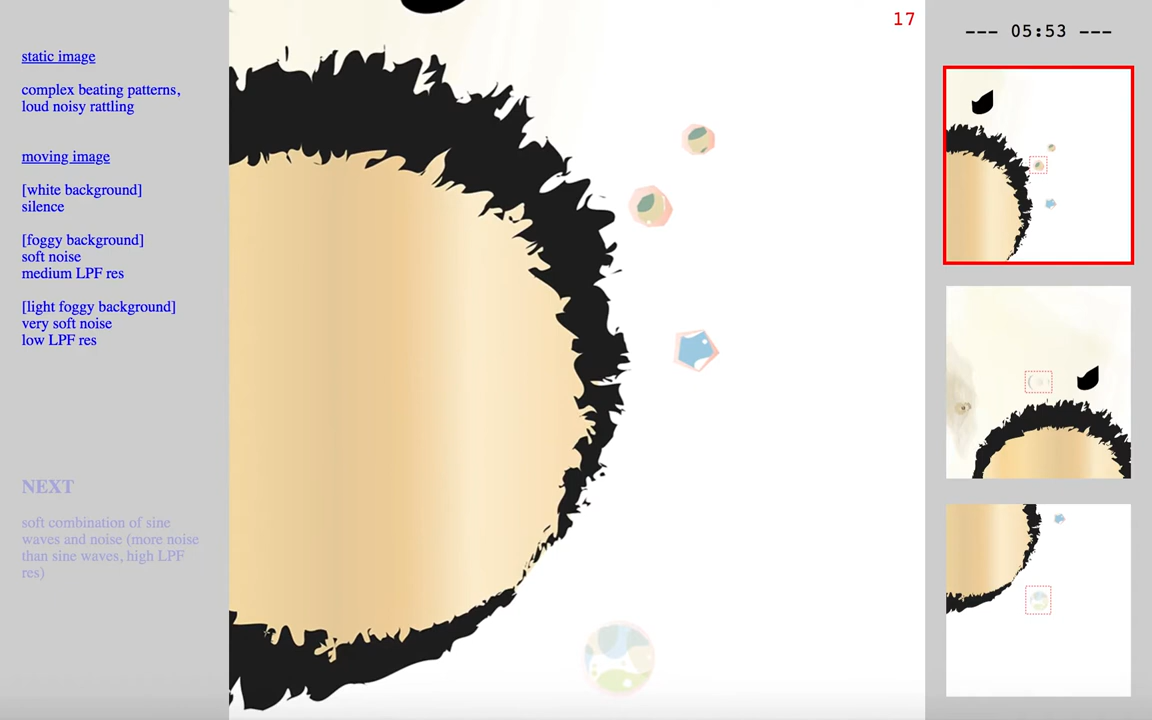 static image
complex beating patterns,
loud noisy rattling
moving image
[white background]
silence
[foggy background]
soft noise
medium LPF res
[light foggy background]
very soft noise
low LPF res
NEXT
soft combination of sine
waves and noise (more noise
than sine waves, high LPF
res)
17
--- 05:53 ---